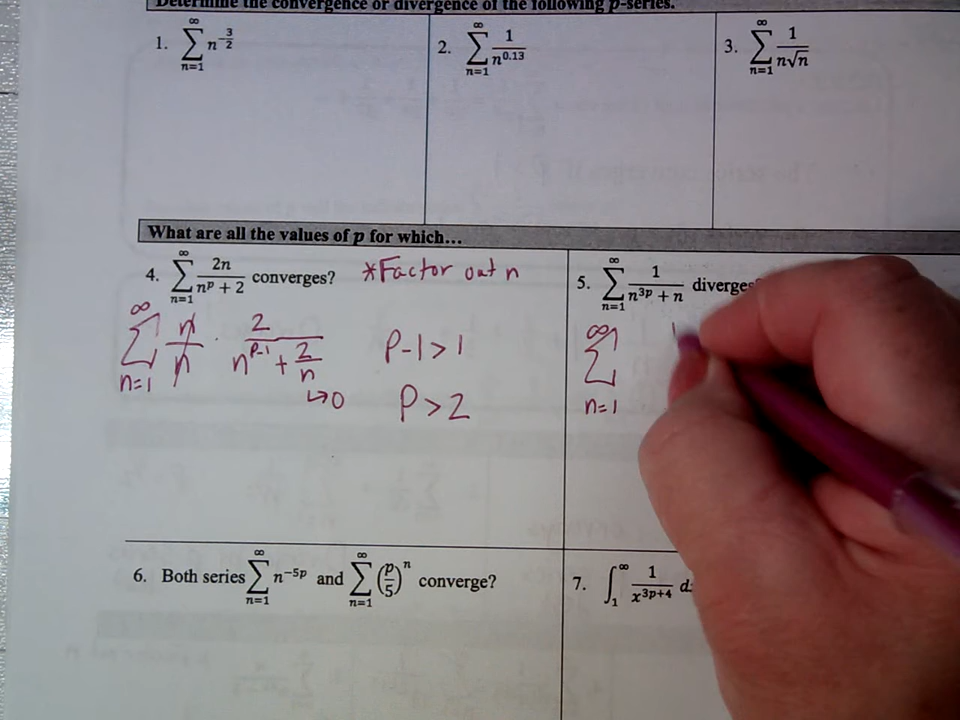 Determine the convergence or divergence of the following p-series.
1. ∞ ∑ n=1 n^(-3/2)
2. ∞ ∑ n=1 1/n^0.13
3. ∞ ∑ n=1 1/(n√n)
What are all the values of p for which…
4. ∞ ∑ n=1 2n/(n^p + 2) converges? *Factor out n
∞ ∑ n=1 n/n · 2/(n^(p-1) + 2/n) P-1>1
↳0 P>2
5. ∞ ∑ n=1 1/(n^(3p) + n) diverges
∞ ∑ n=1
6. Both series ∞ ∑ n=1 n^(-5p) and ∞ ∑ n=1 (p/5)^n converge?
7. ∫_1^∞ 1/x^(3p+4)